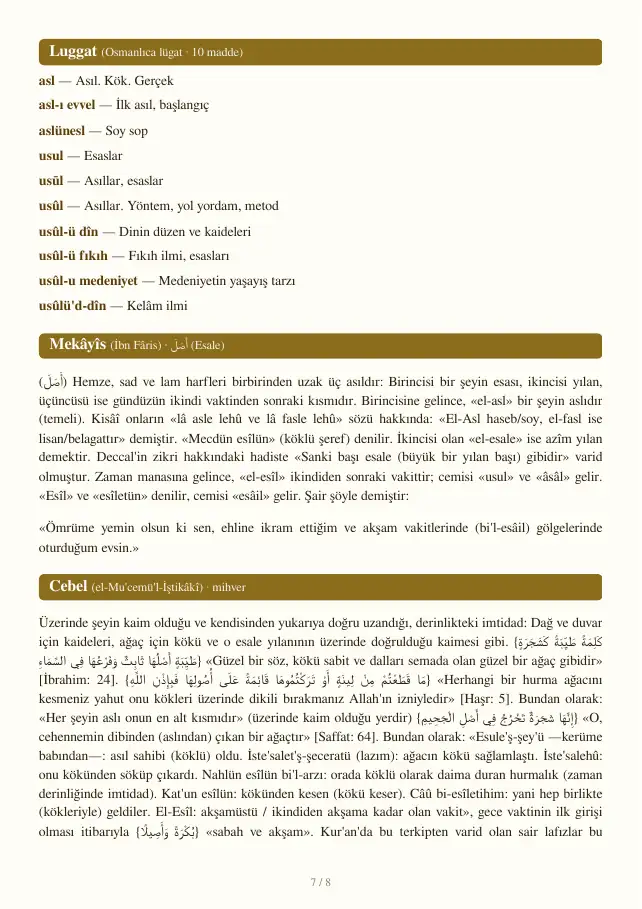 Luggat (Osmanlıca lügat · 10 madde)
asl — Asıl. Kök. Gerçek
asl-ı evvel — İlk asıl, başlangıç
aslünesl — Soy sop
usul — Esaslar
usūl — Asıllar, esaslar
usûl — Asıllar. Yöntem, yol yordam, metod
usûl-ü dîn — Dinin düzen ve kaideleri
usûl-ü fıkıh — Fıkıh ilmi, esasları
usûl-u medeniyet — Medeniyetin yaşayış tarzı
usûlü'd-dîn — Kelâm ilmi
Mekâyîs (İbn Fâris) · أَصَلَ (Esale)
(أَصَلَ) Hemze, sad ve lam harfleri birbirinden uzak üç asıldır: Birincisi bir şeyin esası, ikincisi yılan,
üçüncüsü ise gündüzün ikindi vaktinden sonraki kısmıdır. Birincisine gelince, «el-asl» bir şeyin aslıdır
(temeli). Kisâî onların «lâ asle lehû ve lâ fasle lehû» sözü hakkında: «El-Asl haseb/soy, el-fasl ise
lisan/belagattır» demiştir. «Mecdün esîlün» (köklü şeref) denilir. İkincisi olan «el-esale» ise azîm yılan
demektir. Deccal'in zikri hakkındaki hadiste «Sanki başı esale (büyük bir yılan başı) gibidir» varid
olmuştur. Zaman manasına gelince, «el-esîl» ikindiden sonraki vakittir; cemisi «usul» ve «âsâl» gelir.
«Esîl» ve «esîletün» denilir, cemisi «esâil» gelir. Şair şöyle demiştir:
«Ömrüme yemin olsun ki sen, ehline ikram ettiğim ve akşam vakitlerinde (bi'l-esâil) gölgelerinde
oturduğum evsin.»
Cebel (el-Mu'cemü'l-İştikâkî) · mihver
Üzerinde şeyin kaim olduğu ve kendisinden yukarıya doğru uzandığı, derinlikteki imtidad: Dağ ve duvar
için kaideleri, ağaç için kökü ve o esale yılanının üzerinde doğrulduğu kaimesi gibi. {كَلِمَةً طَيِّبَةً كَشَجَرَةٍ
طَيِّبَةٍ أَصْلُهَا ثَابِتٌ وَفَرْعُهَا فِي السَّمَاءِ} «Güzel bir söz, kökü sabit ve dalları semada olan güzel bir ağaç gibidir»
[İbrahim: 24]. {مَا قَطَعْتُمْ مِنْ لِينَةٍ أَوْ تَرَكْتُمُوهَا قَائِمَةً عَلَى أُصُولِهَا فَبِإِذْنِ اللَّهِ} «Herhangi bir hurma ağacını
kesmeniz yahut onu kökleri üzerinde dikili bırakmanız Allah'ın izniyledir» [Haşr: 5]. Bundan olarak:
«Her şeyin aslı onun en alt kısmıdır» (üzerinde kaim olduğu yerdir) {إِنَّهَا شَجَرَةٌ تَخْرُجُ فِي أَصْلِ الْجَحِيمِ} «O,
cehennemin dibinden (aslından) çıkan bir ağaçtır» [Saffat: 64]. Bundan olarak: «Esule'ş-şey'ü —kerüme
babından—: asıl sahibi (köklü) oldu. İste'salet'ş-şeceratü (lazım): ağacın kökü sağlamlaştı. İste'salehû:
onu kökünden söküp çıkardı. Nahlün esîlün bi'l-arzı: orada köklü olarak daima duran hurmalık (zaman
derinliğinde imtidad). Kat'un esîlün: kökünden kesen (kökü keser). Câû bi-esîletihim: yani hep birlikte
(kökleriyle) geldiler. El-Esîl: akşamüstü / ikindiden akşama kadar olan vakit», gece vaktinin ilk girişi
olması itibarıyla {بُكْرَةً وَأَصِيلًا} «sabah ve akşam». Kur'an'da bu terkipten varid olan sair lafızlar bu
7 / 8